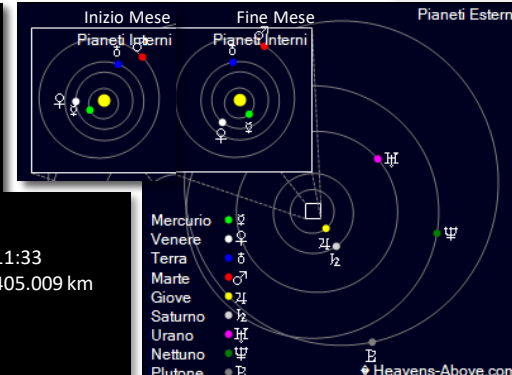 Inizio Mese
Fine Mese
Pianeti Interni
Pianeti Interni
Pianeti Esterni
11:33
405.009 km
Mercurio ☿
Venere ♀
Terra ♁
Marte ♂
Giove ♃
Saturno ♄
Urano ♅
Nettuno ♆
Plutone ♇
Heavens-Above.com